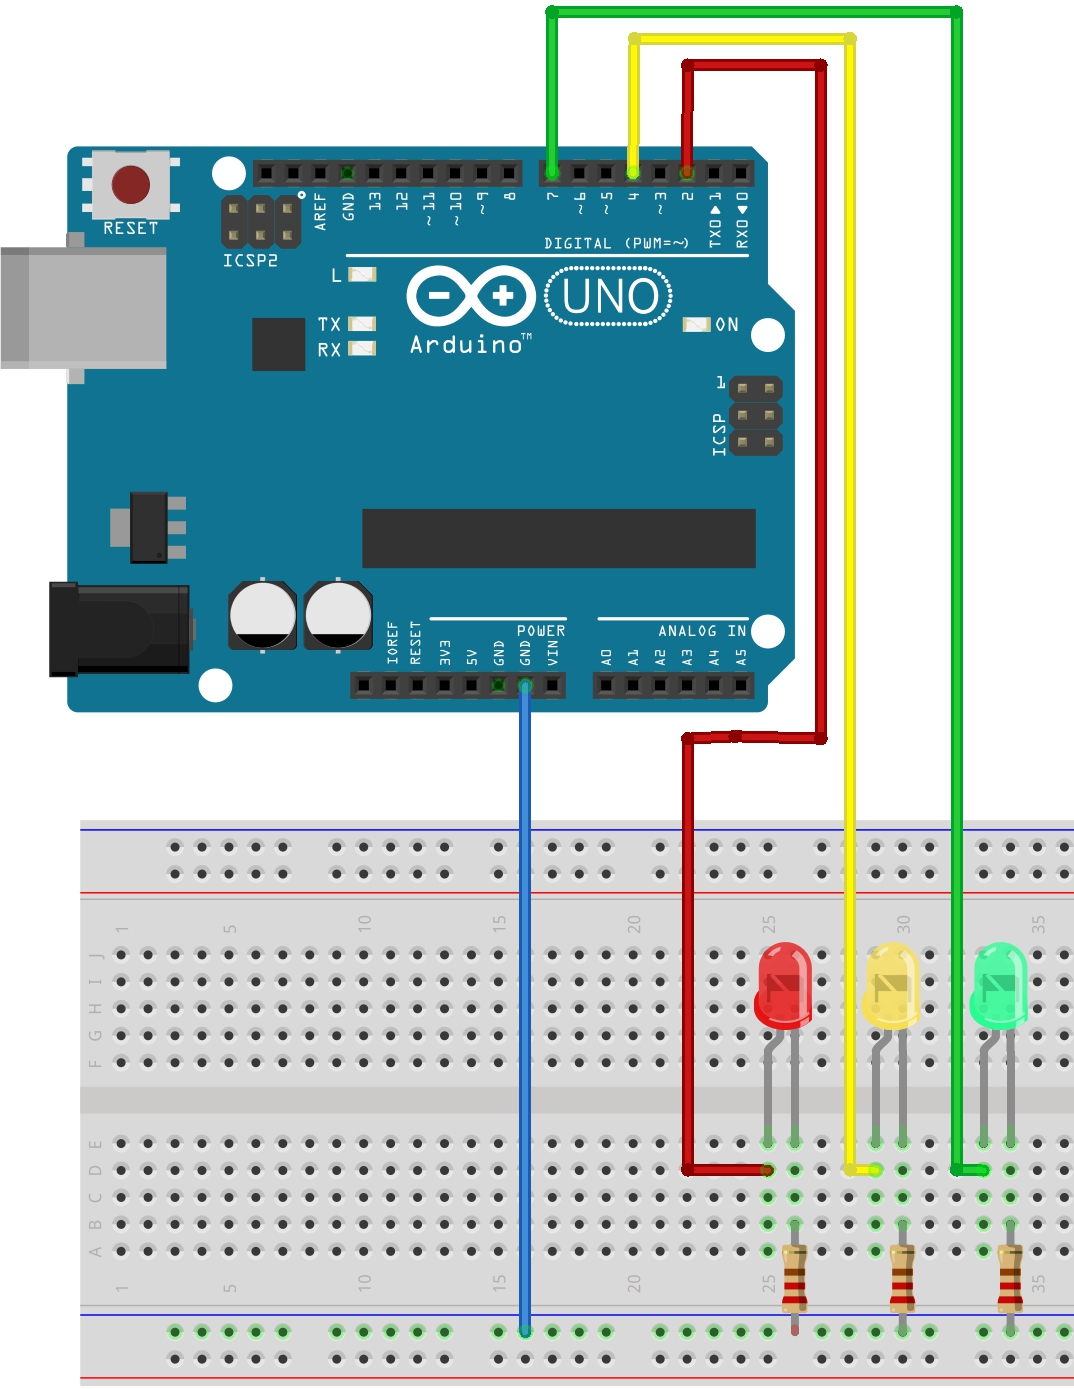 RESET
ICSP2
AREF
GND
13
12
~11
~10
~9
8
7
~6
~5
4
~3
2
TX0▶1
RX0◀0
DIGITAL (PWM=~)
L
TX
RX
UNO
Arduino™
ON
1
ICSP
POWER
ANALOG IN
IOREF
RESET
3V3
5V
GND
GND
VIN
A0
A1
A2
A3
A4
A5
1 5 10 15 20 25 30 35
J
I
H
G
F
E
D
C
B
A
1 5 10 15 20 25 35